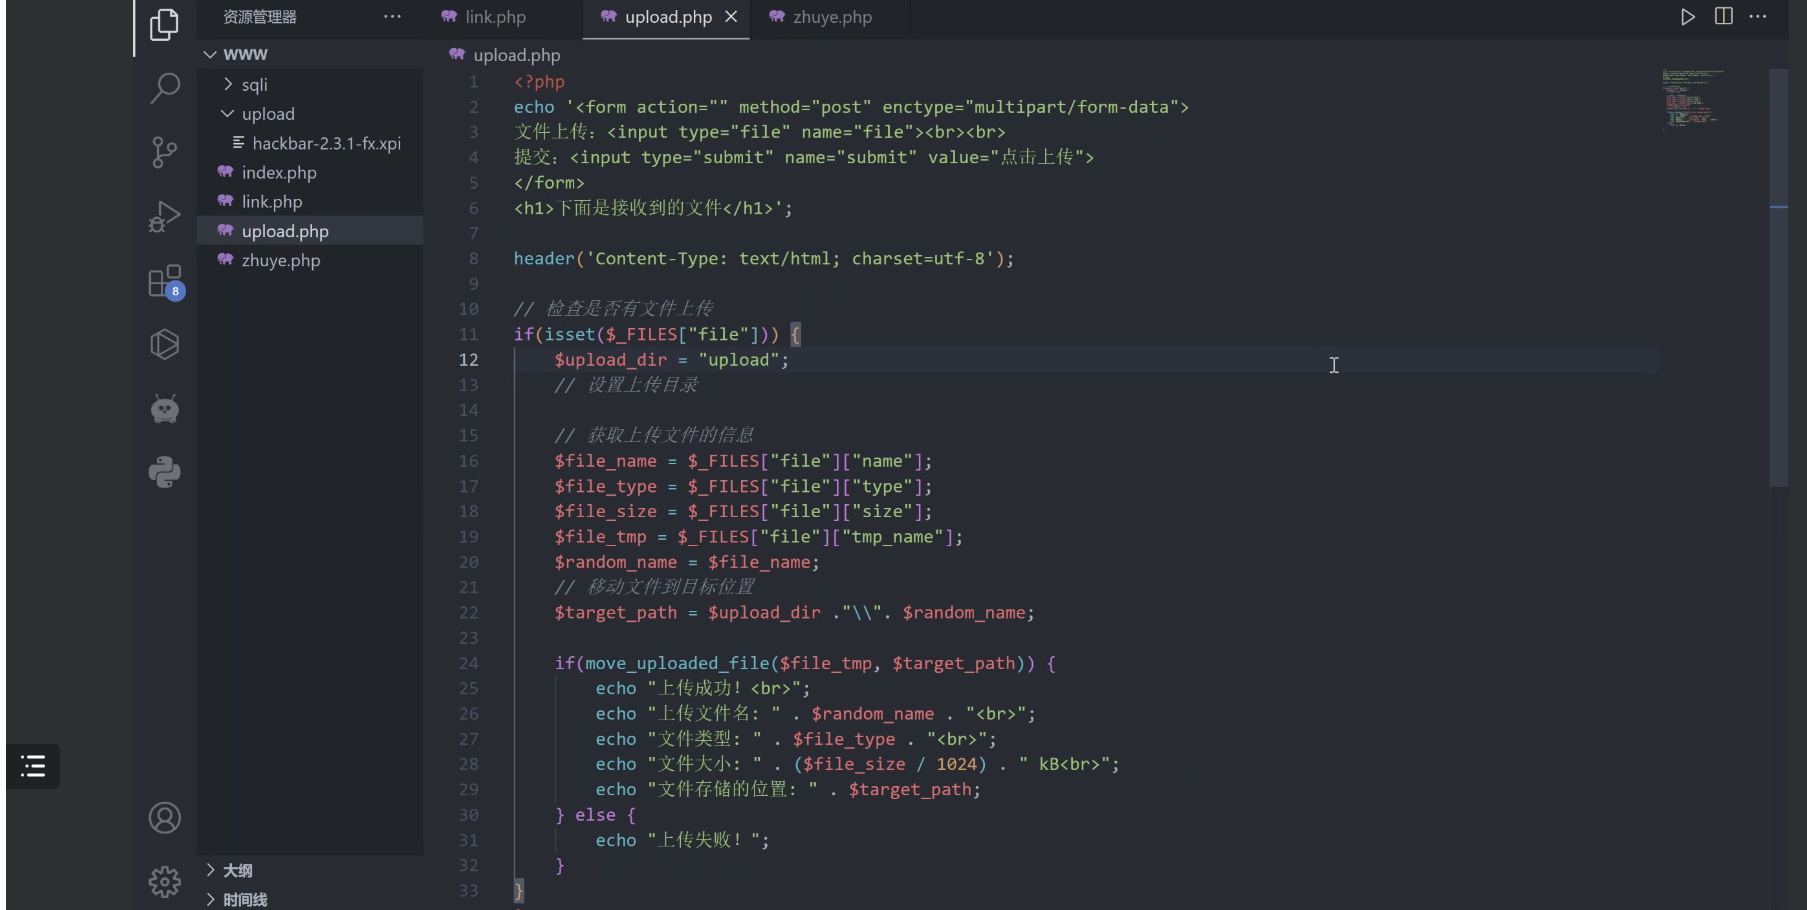 资源管理器 ···
link.php
upload.php
zhuye.php
WWW
sqli
upload
hackbar-2.3.1-fx.xpi
index.php
link.php
upload.php
zhuye.php
8
大纲
时间线
upload.php
1 <?php
2 echo '<form action="" method="post" enctype="multipart/form-data">
3 文件上传：<input type="file" name="file"><br><br>
4 提交：<input type="submit" name="submit" value="点击上传">
5 </form>
6 <h1>下面是接收到的文件</h1>';
7
8 header('Content-Type: text/html; charset=utf-8');
9
10 // 检查是否有文件上传
11 if(isset($_FILES["file"])) {
12 $upload_dir = "upload";
13 // 设置上传目录
14
15 // 获取上传文件的信息
16 $file_name = $_FILES["file"]["name"];
17 $file_type = $_FILES["file"]["type"];
18 $file_size = $_FILES["file"]["size"];
19 $file_tmp = $_FILES["file"]["tmp_name"];
20 $random_name = $file_name;
21 // 移动文件到目标位置
22 $target_path = $upload_dir ."\\". $random_name;
23
24 if(move_uploaded_file($file_tmp, $target_path)) {
25 echo "上传成功！<br>";
26 echo "上传文件名: " . $random_name . "<br>";
27 echo "文件类型: " . $file_type . "<br>";
28 echo "文件大小: " . ($file_size / 1024) . " kB<br>";
29 echo "文件存储的位置: " . $target_path;
30 } else {
31 echo "上传失败！";
32 }
33 }